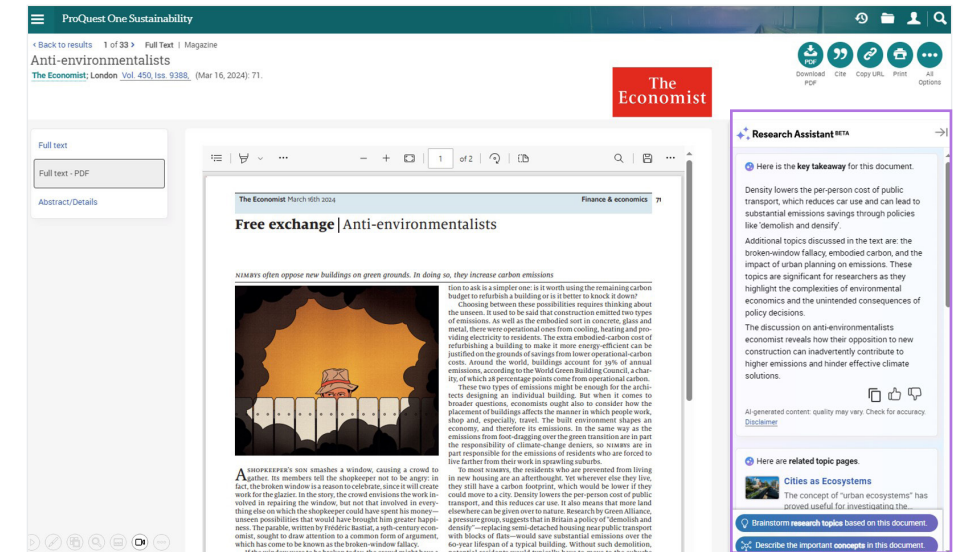 ProQuest One Sustainability
< Back to results 1 of 33 > Full Text | Magazine
Anti-environmentalists
The Economist; London Vol. 450, Iss. 9388, (Mar 16, 2024): 71.
The
Economist
Download PDF
Cite
Copy URL
Print
All Options
Full text
Full text - PDF
Abstract/Details
1 of 2
The Economist March 16th 2024 Finance & economics 71
Free exchange | Anti-environmentalists
NIMBYS often oppose new buildings on green grounds. In doing so, they increase carbon emissions
A SHOPKEEPER'S SON smashes a window, causing a crowd to
gather. Its members tell the shopkeeper not to be angry: in
fact, the broken window is a reason to celebrate, since it will create
work for the glazier. In the story, the crowd envisions the work in-
volved in repairing the window, but not that involved in every-
thing else on which the shopkeeper could have spent his money—
unseen possibilities that would have brought him greater happi-
ness. The parable, written by Frédéric Bastiat, a 19th-century econ-
omist, sought to draw attention to a common form of argument,
which has come to be known as the broken-window fallacy.
tion to ask is a simpler one: is it worth using the remaining carbon
budget to refurbish a building or is it better to knock it down?
Choosing between these possibilities requires thinking about
the unseen. It used to be said that construction emitted two types
of emissions. As well as the embodied sort in concrete, glass and
metal, there were operational ones from cooling, heating and pro-
viding electricity to residents. The extra embodied-carbon cost of
refurbishing a building to make it more energy-efficient can be
justified on the grounds of savings from lower operational-carbon
costs. Around the world, buildings account for 39% of annual
emissions, according to the World Green Building Council, a char-
ity, of which 28 percentage points come from operational carbon.
These two types of emissions might be enough for the archi-
tects designing an individual building. But when it comes to
broader questions, economists ought also to consider how the
placement of buildings affects the manner in which people work,
shop and, especially, travel. The built environment shapes an
economy, and therefore its emissions. In the same way as the
emissions from foot-dragging over the green transition are in part
the responsibility of climate-change deniers, so NIMBYS are in
part responsible for the emissions of residents who are forced to
live farther from their work in sprawling suburbs.
To most NIMBYS, the residents who are prevented from living
in new housing are an afterthought. Yet wherever else they live,
they still have a carbon footprint, which would be lower if they
could move to a city. Density lowers the per-person cost of public
transport, and this reduces car use. It also means that more land
elsewhere can be given over to nature. Research by Green Alliance,
a pressure group, suggests that in Britain a policy of "demolish and
densify"—replacing semi-detached housing near public transport
with blocks of flats—would save substantial emissions over the
60-year lifespan of a typical building. Without such demolition,
Research Assistant BETA
Here is the key takeaway for this document.
Density lowers the per-person cost of public
transport, which reduces car use and can lead to
substantial emissions savings through policies
like 'demolish and densify'.
Additional topics discussed in the text are: the
broken-window fallacy, embodied carbon, and the
impact of urban planning on emissions. These
topics are significant for researchers as they
highlight the complexities of environmental
economics and the unintended consequences of
policy decisions.
The discussion on anti-environmentalists
economist reveals how their opposition to new
construction can inadvertently contribute to
higher emissions and hinder effective climate
solutions.
AI-generated content: quality may vary. Check for accuracy.
Disclaimer
Here are related topic pages.
Cities as Ecosystems
The concept of "urban ecosystems" has
proved useful for investigating the...
Brainstorm research topics based on this document.
Describe the important concepts in this document.